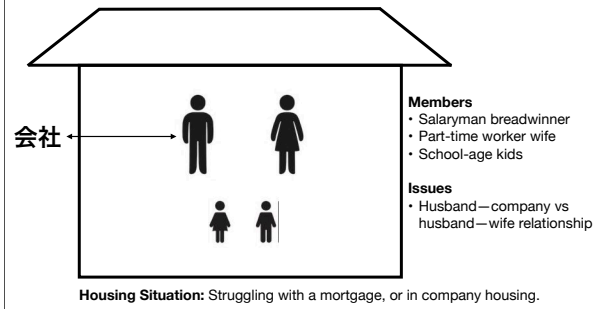 会社
Members
• Salaryman breadwinner
• Part-time worker wife
• School-age kids
Issues
• Husband—company vs
husband—wife relationship
Housing Situation: Struggling with a mortgage, or in company housing.